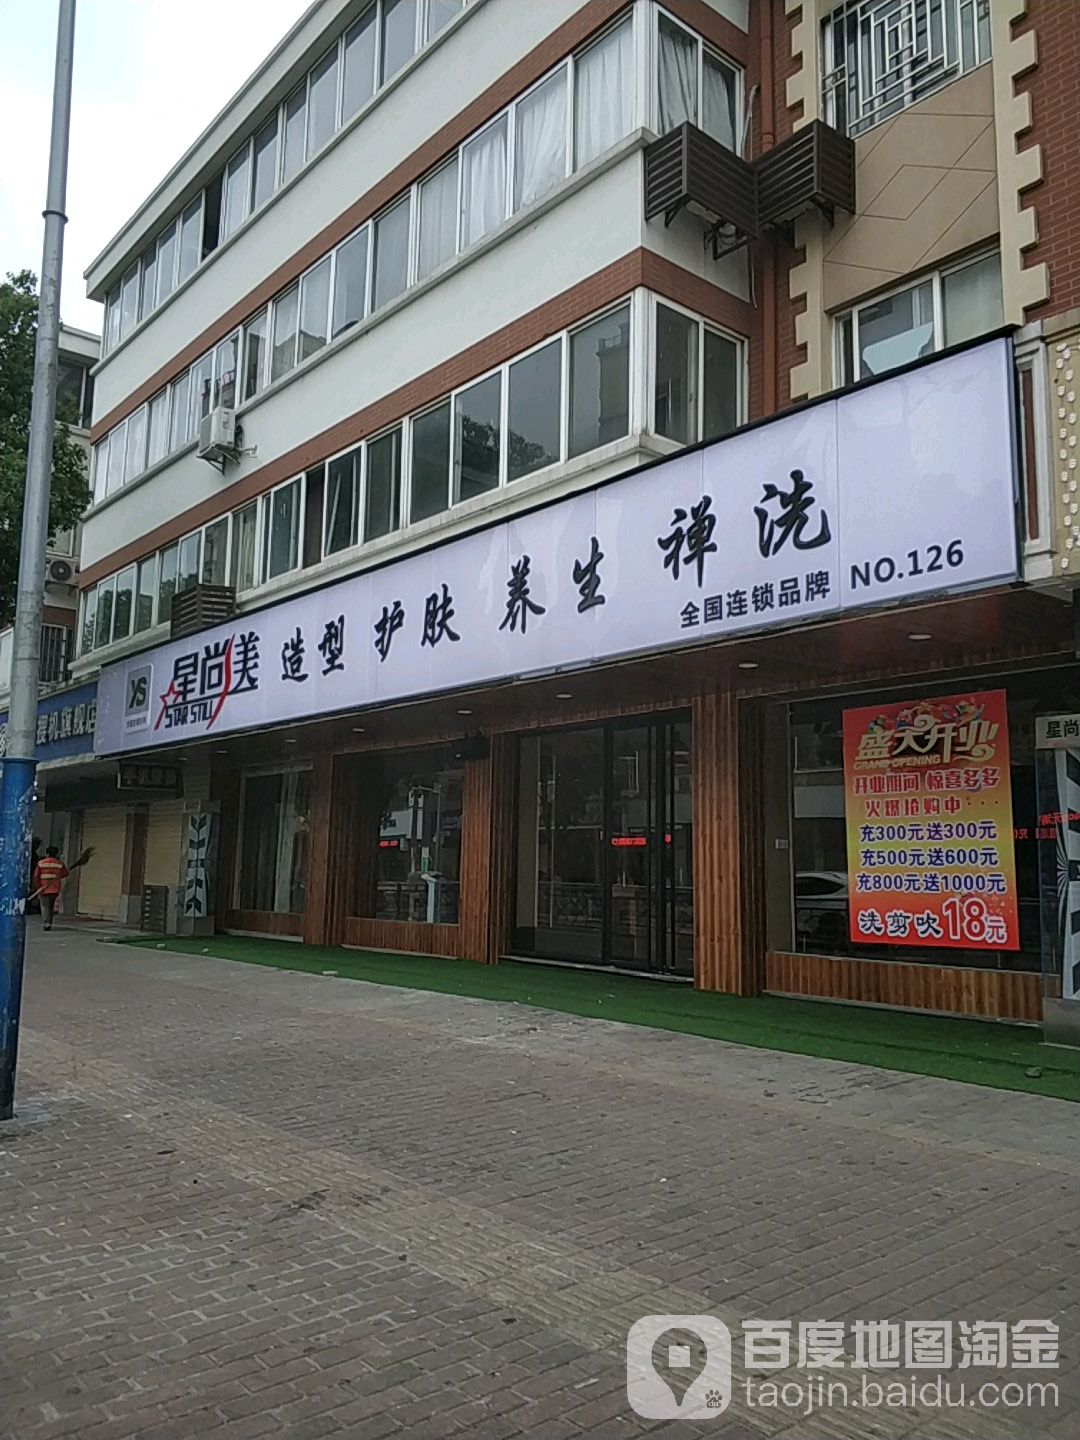 YS
星尚美
STAR STILL
造型 护肤 养生 禅洗
全国连锁品牌 NO.126
盛大开业
GRAND OPENING
开业期间 惊喜多多
火爆抢购中···
充300元送300元
充500元送600元
充800元送1000元
洗剪吹18元
星尚
旗舰店
百度地图淘金
taojin.baidu.com